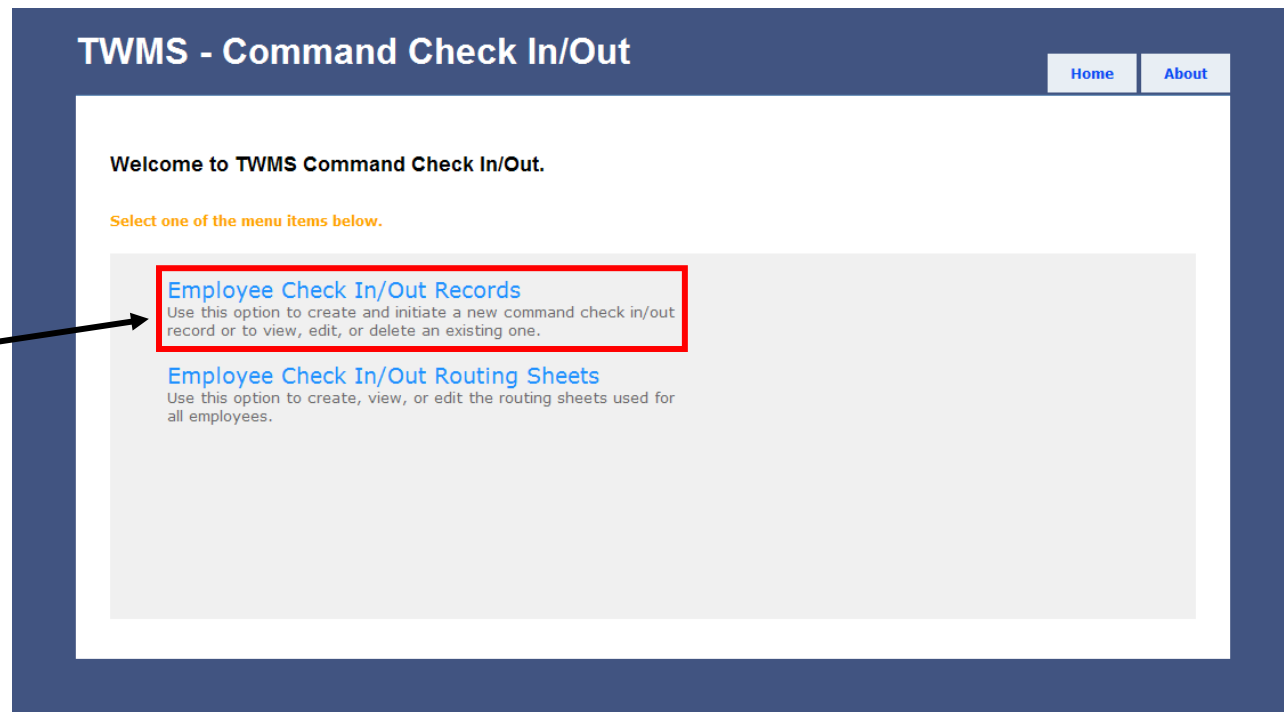 TWMS - Command Check In/Out
Home
About
Welcome to TWMS Command Check In/Out.
Select one of the menu items below.
Employee Check In/Out Records
Use this option to create and initiate a new command check in/out
record or to view, edit, or delete an existing one.
Employee Check In/Out Routing Sheets
Use this option to create, view, or edit the routing sheets used for
all employees.